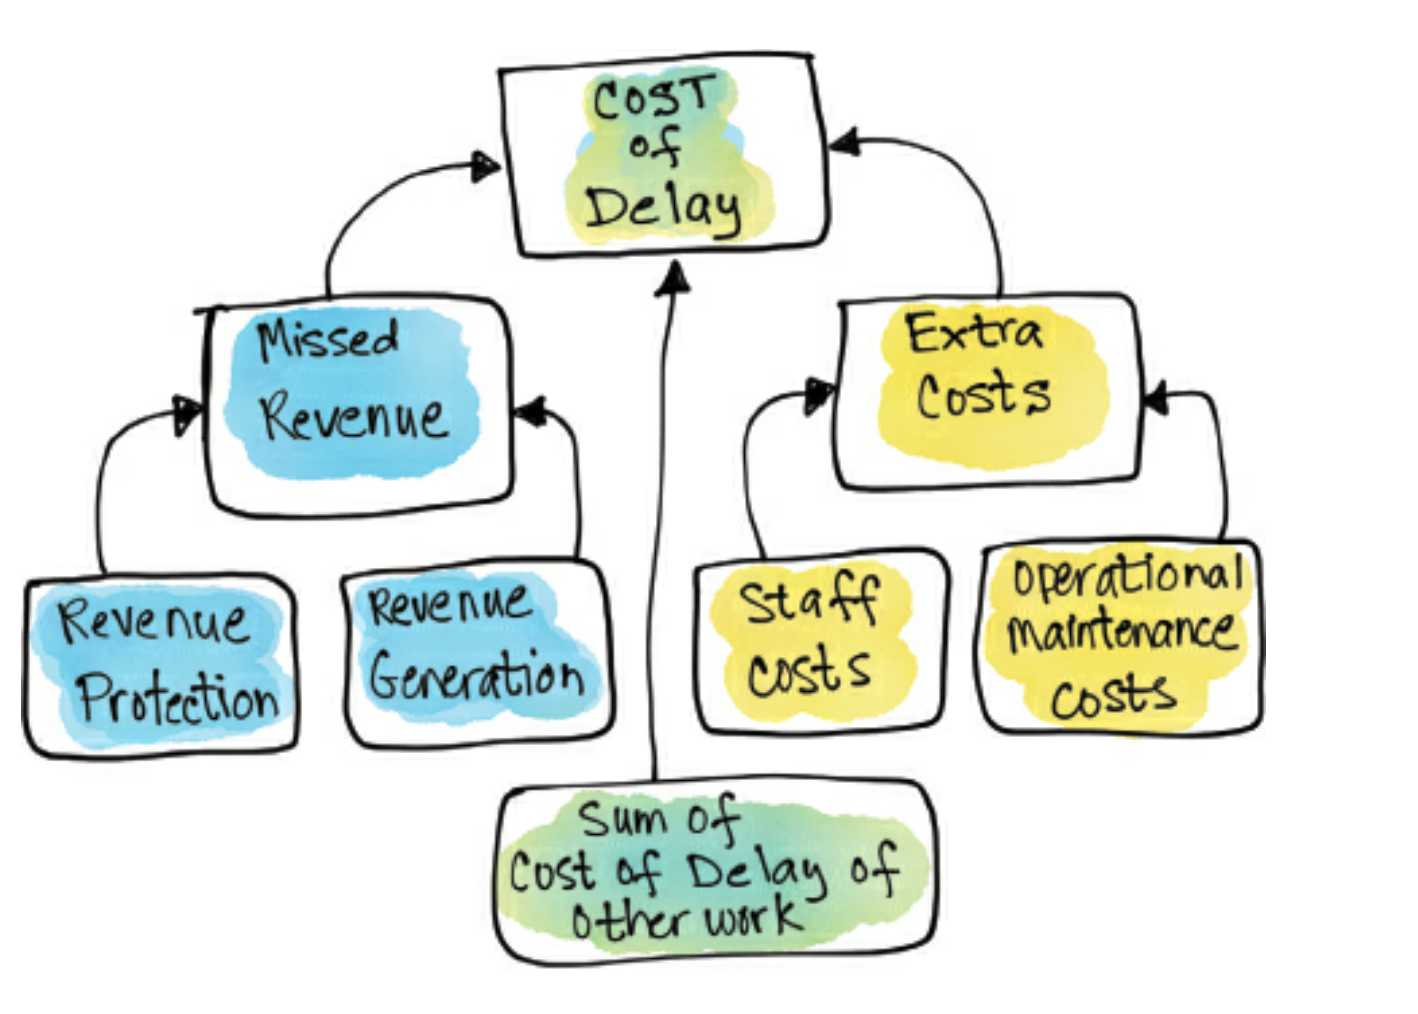 COST
of
Delay
Missed
Revenue
Extra
Costs
Revenue
Protection
Revenue
Generation
Staff
costs
Operational
maintenance
costs
Sum of
Cost of Delay of
other work